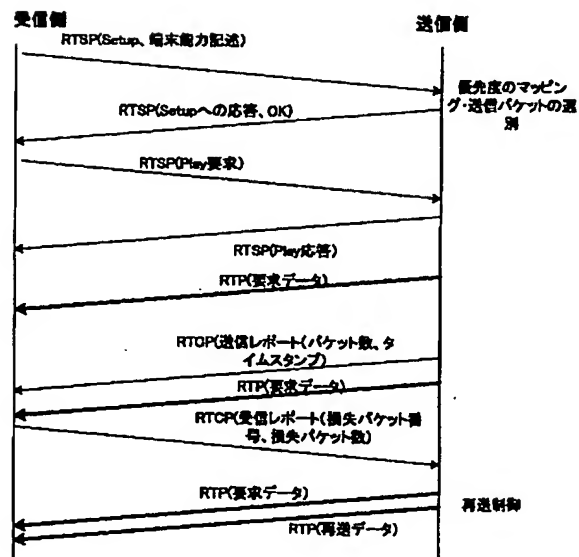 受信側
送信側
RTSP(Setup、端末能力記述)
優先度のマッピン
グ・送信パケットの選
別
RTSP(Setupへの応答、OK)
RTSP(Play要求)
RTSP(Play応答)
RTP(要求データ)
RTCP(送信レポート(パケット数、タ
イムスタンプ)
RTP(要求データ)
RTCP(受信レポート(損失パケット番
号、損失パケット数)
RTP(要求データ)
再送制御
RTP(再送データ)